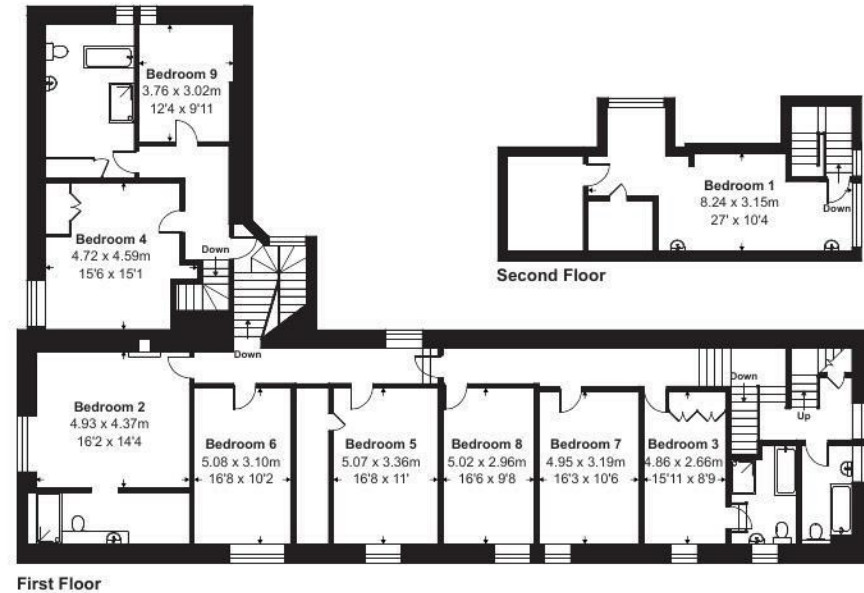 Bedroom 9
3.76 x 3.02m
12'4 x 9'11
Bedroom 1
8.24 x 3.15m
27' x 10'4
Down
Second Floor
Bedroom 4
4.72 x 4.59m
15'6 x 15'1
Down
Down
Bedroom 2
4.93 x 4.37m
16'2 x 14'4
Bedroom 6
5.08 x 3.10m
16'8 x 10'2
Bedroom 5
5.07 x 3.36m
16'8 x 11'
Bedroom 8
5.02 x 2.96m
16'6 x 9'8
Bedroom 7
4.95 x 3.19m
16'3 x 10'6
Bedroom 3
4.86 x 2.66m
15'11 x 8'9
Down
Up
First Floor